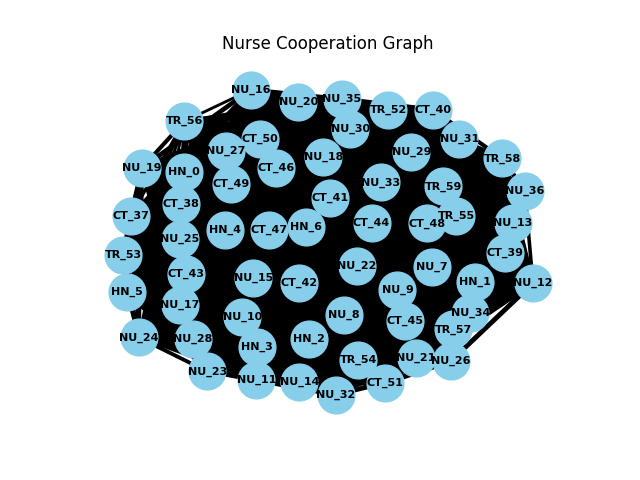 Nurse Cooperation Graph
NU_16
NU_20
NU_35
TR_52
CT_40
TR_56
NU_30
CT_50
NU_31
NU_27
NU_18
NU_29
TR_58
NU_19
HN_0
CT_46
CT_49
NU_33
TR_59
NU_36
CT_38
CT_41
CT_37
TR_55
NU_25
HN_4
CT_47
HN_6
CT_44
CT_48
NU_13
TR_53
CT_39
CT_43
NU_15
CT_42
NU_22
NU_7
HN_1
NU_12
HN_5
NU_9
NU_17
NU_10
NU_8
CT_45
NU_34
TR_57
NU_24
NU_28
HN_3
HN_2
TR_54
NU_21
NU_26
NU_23
NU_11
NU_14
NU_32
CT_51